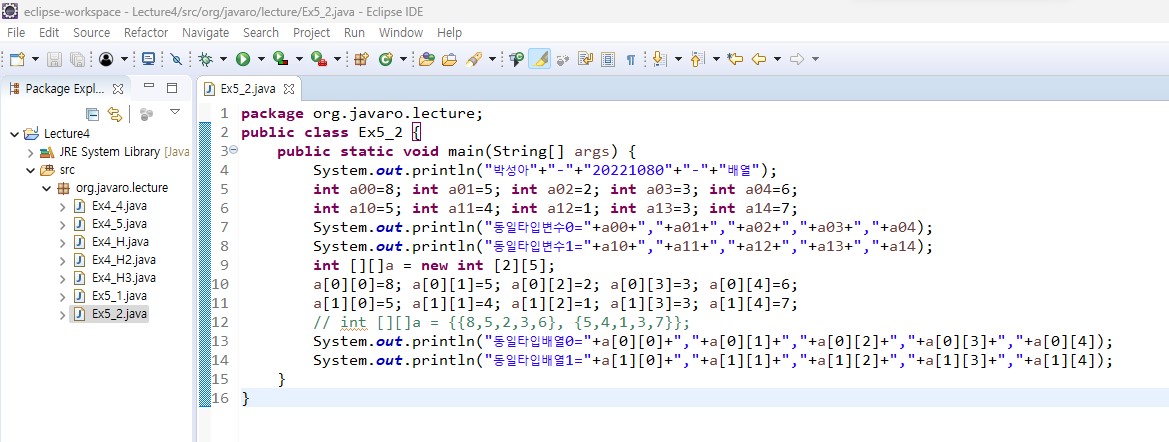 eclipse-workspace - Lecture4/src/org/javaro/lecture/Ex5_2.java - Eclipse IDE
File Edit Source Refactor Navigate Search Project Run Window Help
Package Expl...
Lecture4
JRE System Library [Java
src
org.javaro.lecture
Ex4_4.java
Ex4_5.java
Ex4_H.java
Ex4_H2.java
Ex4_H3.java
Ex5_1.java
Ex5_2.java
Ex5_2.java
1 package org.javaro.lecture;
2 public class Ex5_2 {
3 public static void main(String[] args) {
4 System.out.println("박성아"+"-"+"20221080"+"-"+"배열");
5 int a00=8; int a01=5; int a02=2; int a03=3; int a04=6;
6 int a10=5; int a11=4; int a12=1; int a13=3; int a14=7;
7 System.out.println("동일타입변수0="+a00+","+a01+","+a02+","+a03+","+a04);
8 System.out.println("동일타입변수1="+a10+","+a11+","+a12+","+a13+","+a14);
9 int [][]a = new int [2][5];
10 a[0][0]=8; a[0][1]=5; a[0][2]=2; a[0][3]=3; a[0][4]=6;
11 a[1][0]=5; a[1][1]=4; a[1][2]=1; a[1][3]=3; a[1][4]=7;
12 // int [][]a = {{8,5,2,3,6}, {5,4,1,3,7}};
13 System.out.println("동일타입배열0="+a[0][0]+","+a[0][1]+","+a[0][2]+","+a[0][3]+","+a[0][4]);
14 System.out.println("동일타입배열1="+a[1][0]+","+a[1][1]+","+a[1][2]+","+a[1][3]+","+a[1][4]);
15 }
16 }